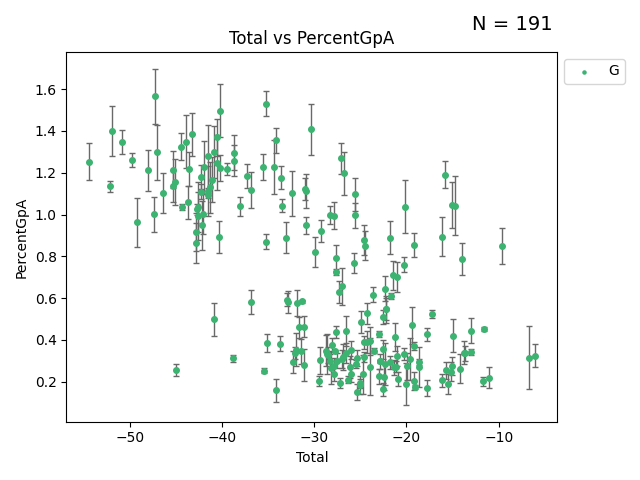 N = 191
Total vs PercentGpA
G
PercentGpA
1.6
1.4
1.2
1.0
0.8
0.6
0.4
0.2
−50 −40 −30 −20 −10
Total